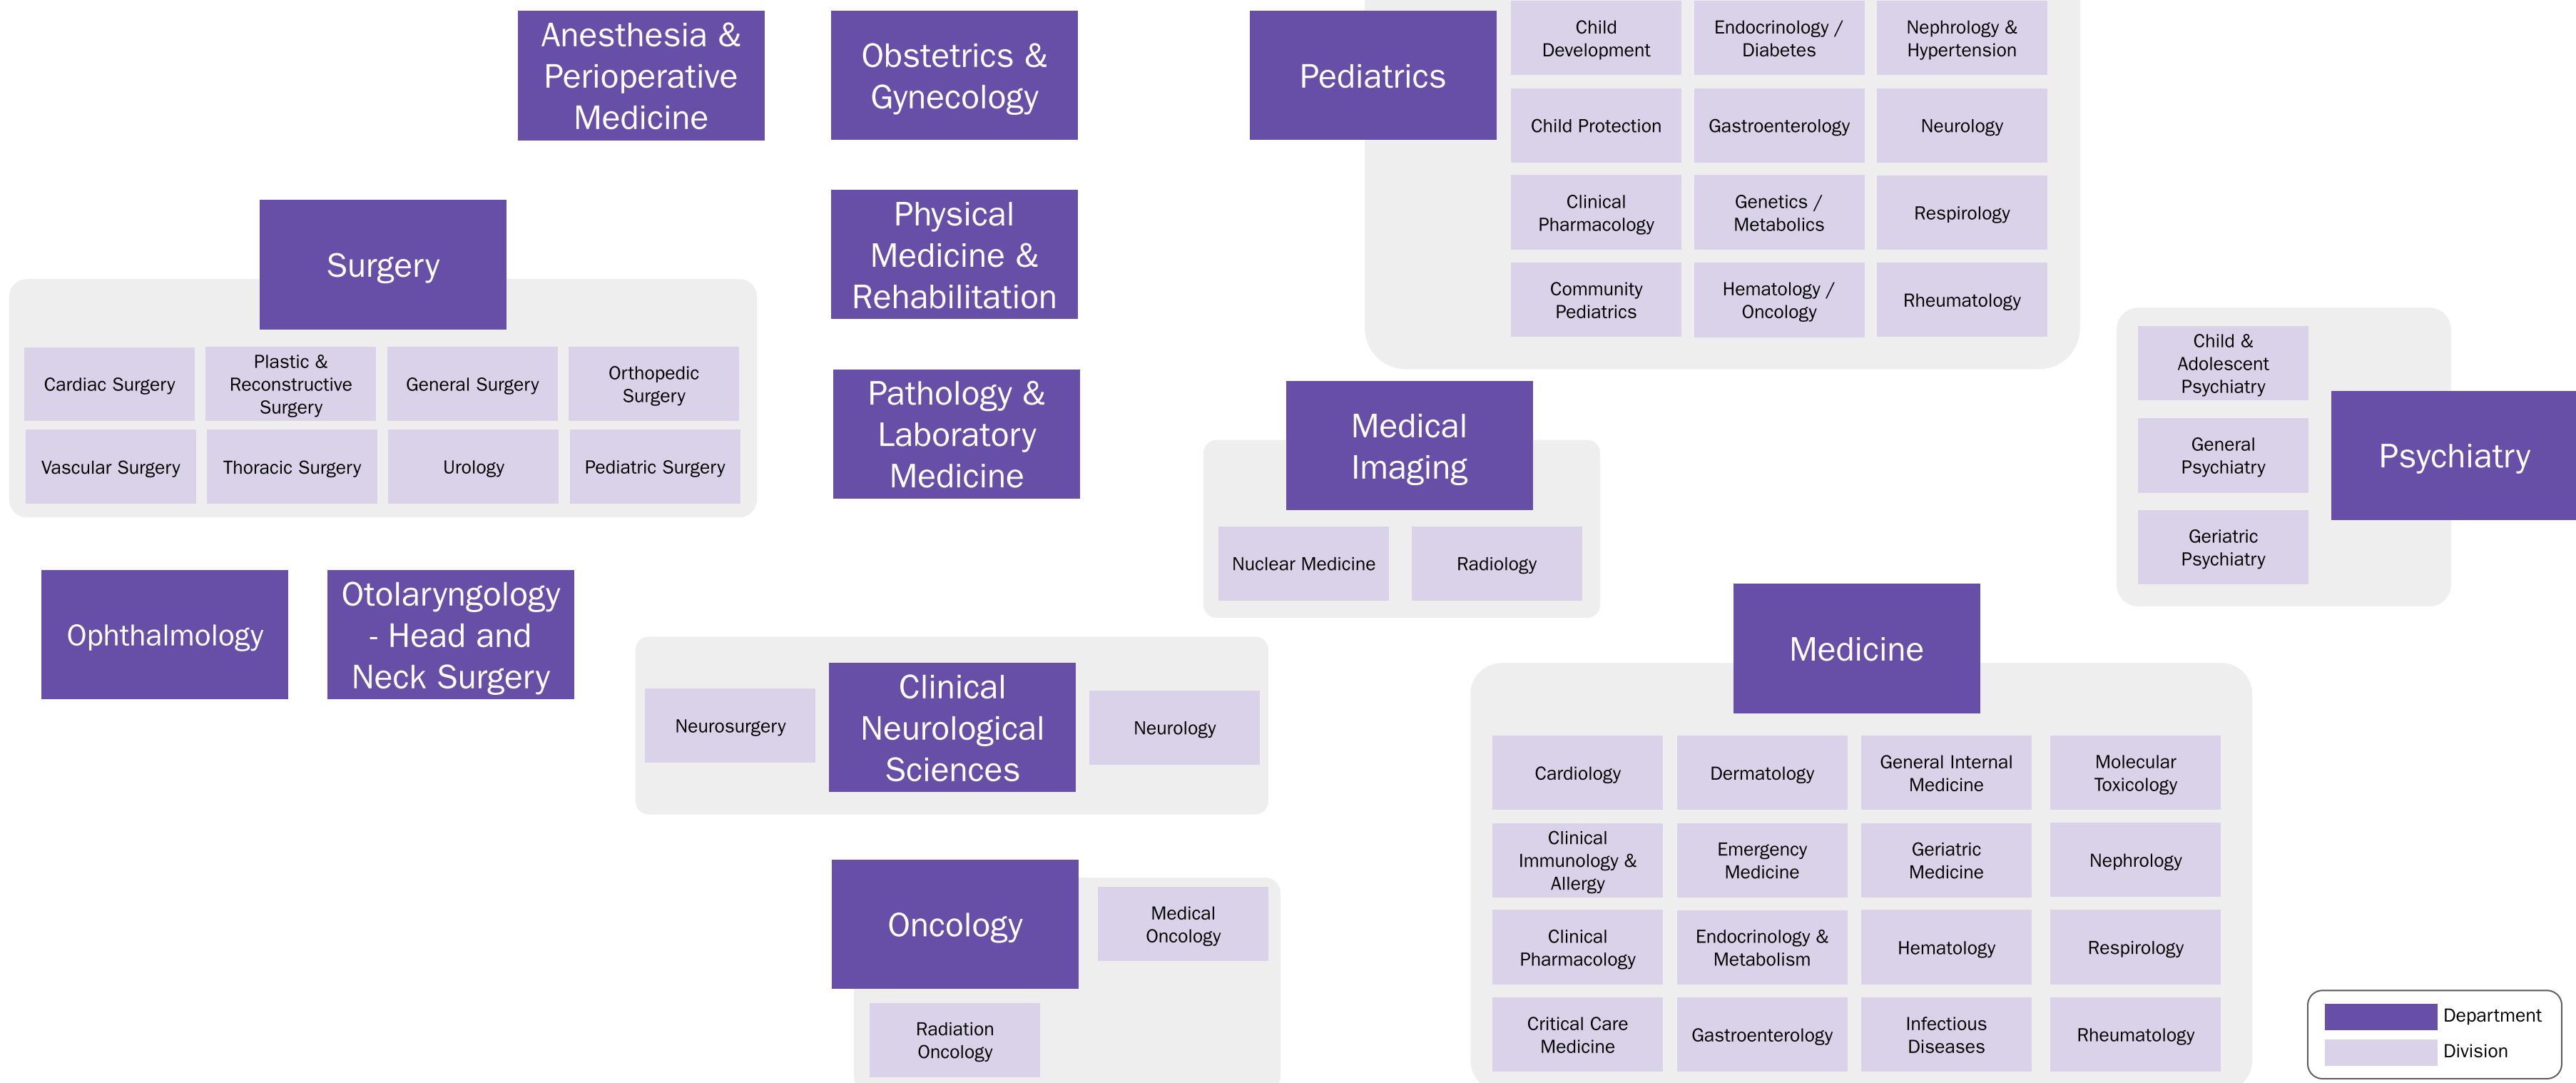 Anesthesia &
Perioperative
Medicine
Obstetrics &
Gynecology
Pediatrics
Child
Development
Endocrinology /
Diabetes
Nephrology &
Hypertension
Child Protection
Gastroenterology
Neurology
Clinical
Pharmacology
Genetics /
Metabolics
Respirology
Community
Pediatrics
Hematology /
Oncology
Rheumatology
Surgery
Cardiac Surgery
Plastic &
Reconstructive
Surgery
General Surgery
Orthopedic
Surgery
Vascular Surgery
Thoracic Surgery
Urology
Pediatric Surgery
Physical
Medicine &
Rehabilitation
Pathology &
Laboratory
Medicine
Medical
Imaging
Nuclear Medicine
Radiology
Child &
Adolescent
Psychiatry
General
Psychiatry
Geriatric
Psychiatry
Psychiatry
Ophthalmology
Otolaryngology
- Head and
Neck Surgery
Neurosurgery
Clinical
Neurological
Sciences
Neurology
Oncology
Medical
Oncology
Radiation
Oncology
Medicine
Cardiology
Dermatology
General Internal
Medicine
Molecular
Toxicology
Clinical
Immunology &
Allergy
Emergency
Medicine
Geriatric
Medicine
Nephrology
Clinical
Pharmacology
Endocrinology &
Metabolism
Hematology
Respirology
Critical Care
Medicine
Gastroenterology
Infectious
Diseases
Rheumatology
Department
Division